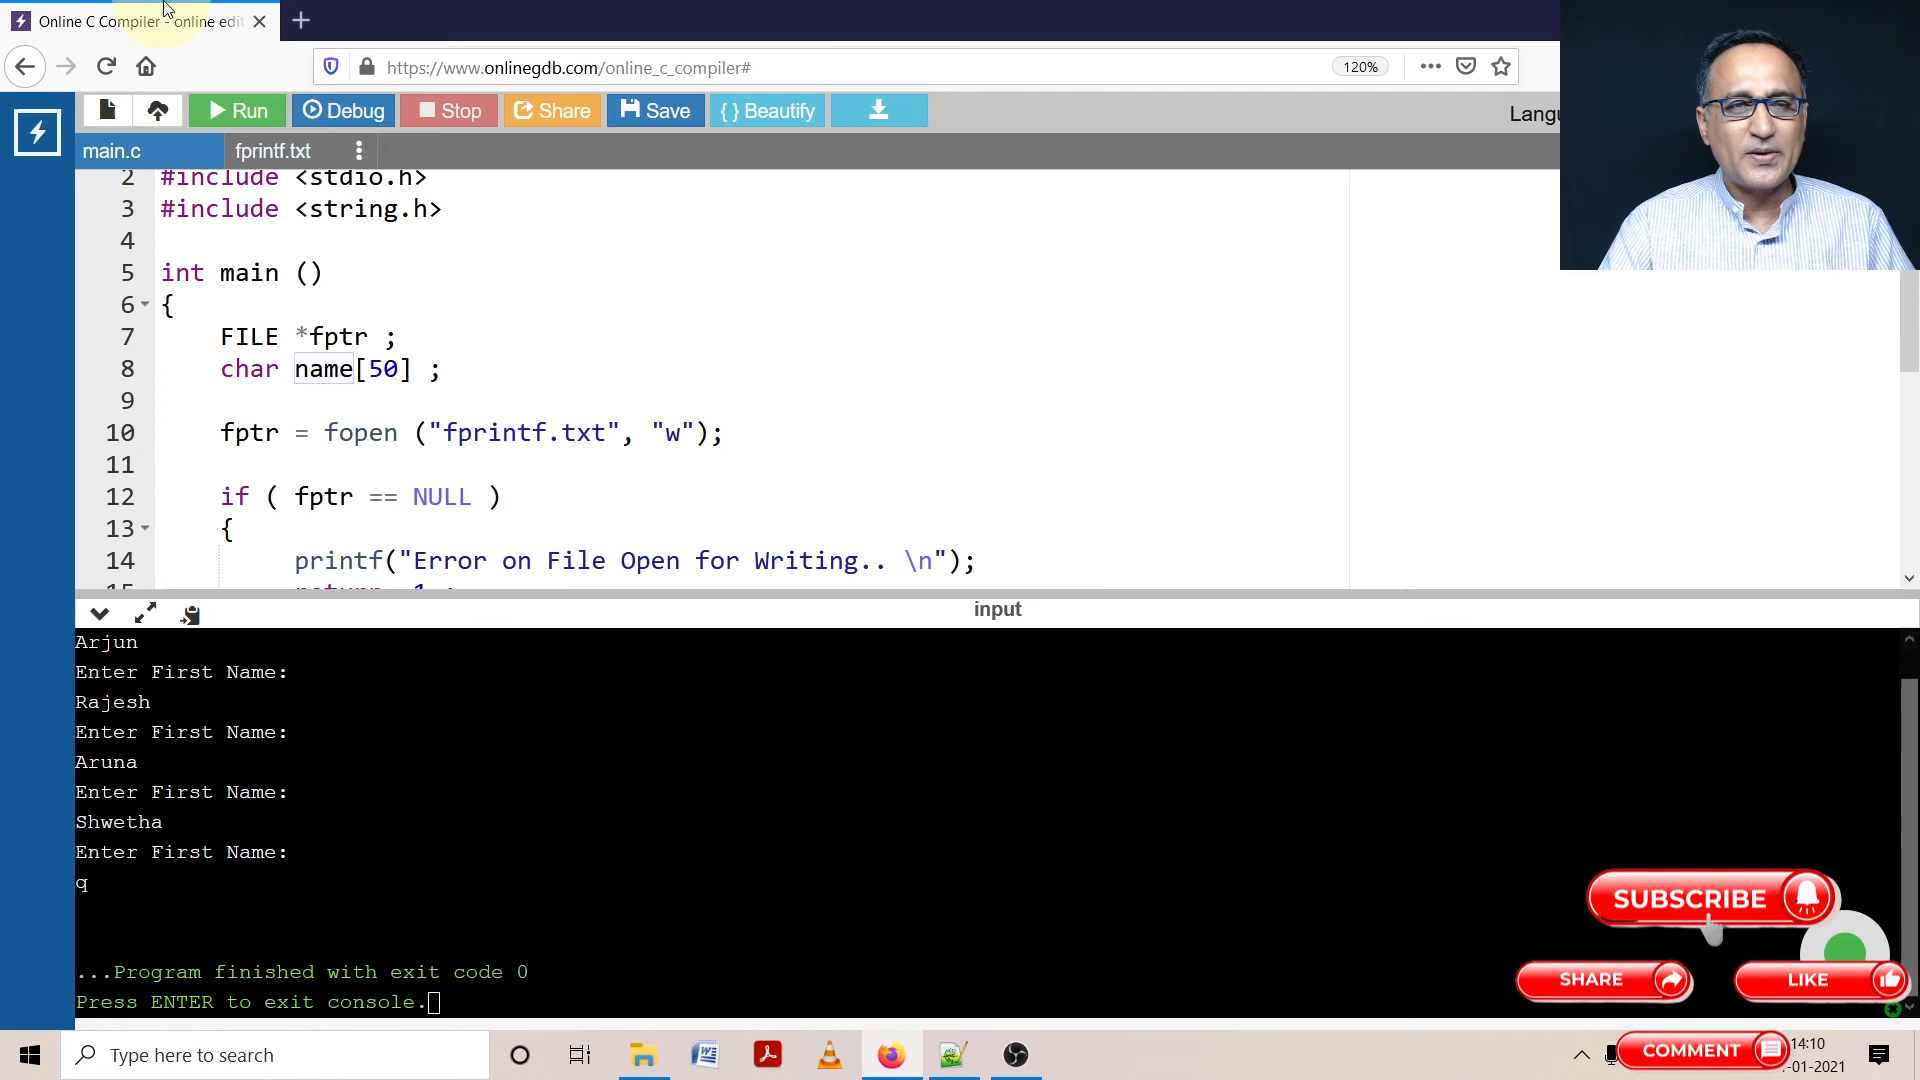 Online C Compiler - online edit
https://www.onlinegdb.com/online_c_compiler#
120%
Run
Debug
Stop
Share
Save
{ } Beautify
Langu
main.c
fprintf.txt
2 #include <stdio.h>
3 #include <string.h>
4
5 int main ()
6 {
7 FILE *fptr ;
8 char name[50] ;
9
10 fptr = fopen ("fprintf.txt", "w");
11
12 if ( fptr == NULL )
13 {
14 printf("Error on File Open for Writing.. \n");
input
Arjun
Enter First Name:
Rajesh
Enter First Name:
Aruna
Enter First Name:
Shwetha
Enter First Name:
q
...Program finished with exit code 0
Press ENTER to exit console.
SUBSCRIBE
SHARE
LIKE
COMMENT
Type here to search
14:10
-01-2021